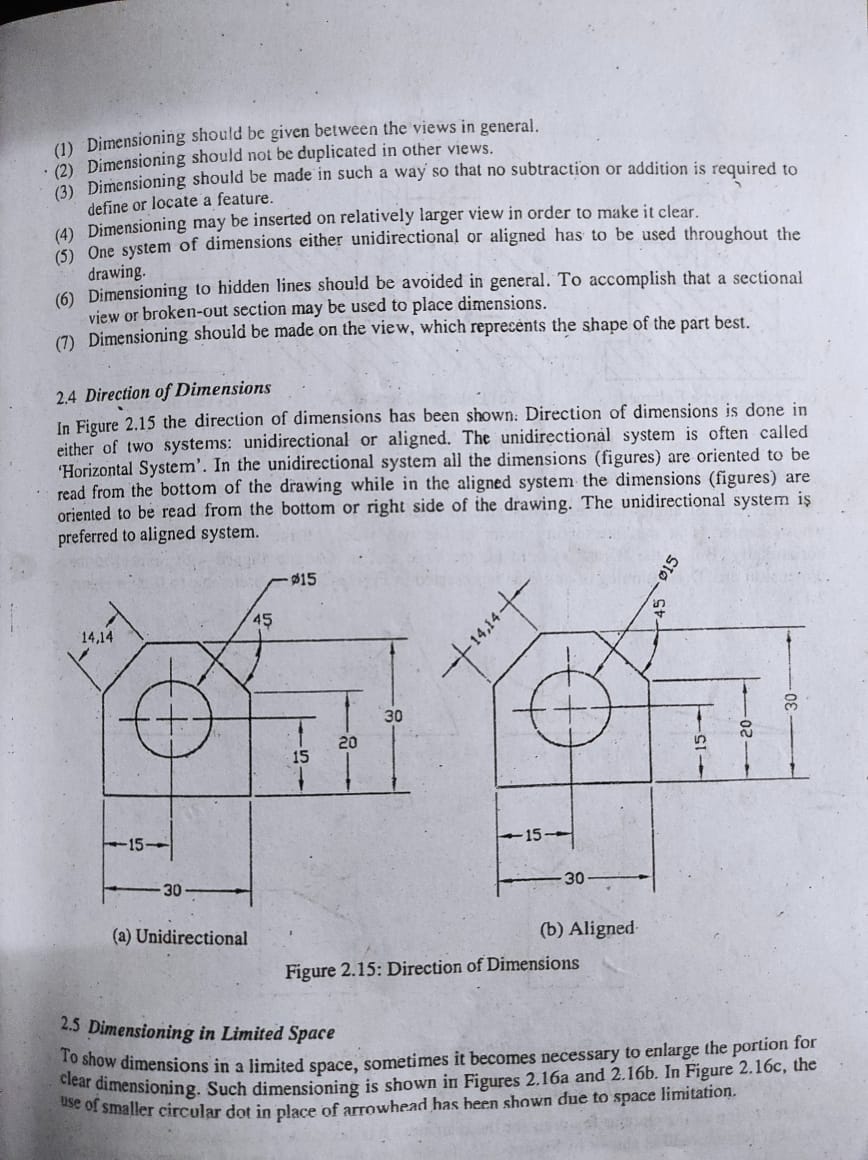 (1) Dimensioning should be given between the views in general.
(2) Dimensioning should not be duplicated in other views.
(3) Dimensioning should be made in such a way so that no subtraction or addition is required to
define or locate a feature.
(4) Dimensioning may be inserted on relatively larger view in order to make it clear.
(5) One system of dimensions either unidirectional or aligned has to be used throughout the
drawing.
(6) Dimensioning to hidden lines should be avoided in general. To accomplish that a sectional
view or broken-out section may be used to place dimensions.
(7) Dimensioning should be made on the view, which represents the shape of the part best.
2.4 Direction of Dimensions
In Figure 2.15 the direction of dimensions has been shown. Direction of dimensions is done in
either of two systems: unidirectional or aligned. The unidirectional system is often called
'Horizontal System'. In the unidirectional system all the dimensions (figures) are oriented to be
read from the bottom of the drawing while in the aligned system the dimensions (figures) are
oriented to be read from the bottom or right side of the drawing. The unidirectional system is
preferred to aligned system.
ø15
45
14,14
30
20
15
15
30
(a) Unidirectional
ø15
45
14,14
30
20
15
15
30
(b) Aligned
Figure 2.15: Direction of Dimensions
2.5 Dimensioning in Limited Space
To show dimensions in a limited space, sometimes it becomes necessary to enlarge the portion for
clear dimensioning. Such dimensioning is shown in Figures 2.16a and 2.16b. In Figure 2.16c, the
use of smaller circular dot in place of arrowhead has been shown due to space limitation.